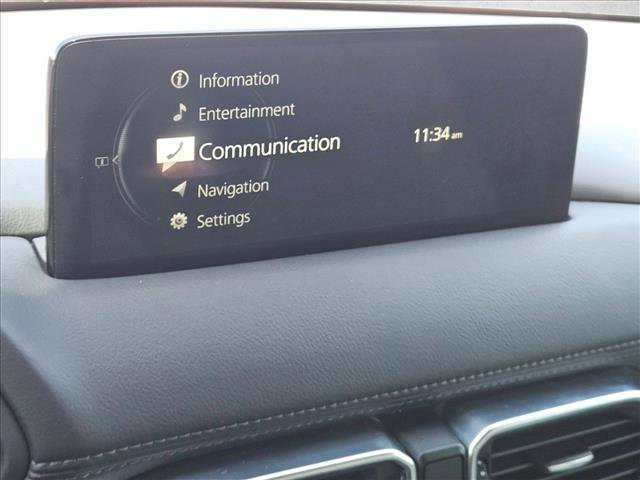 Information
Entertainment
Communication
11:34 am
Navigation
Settings